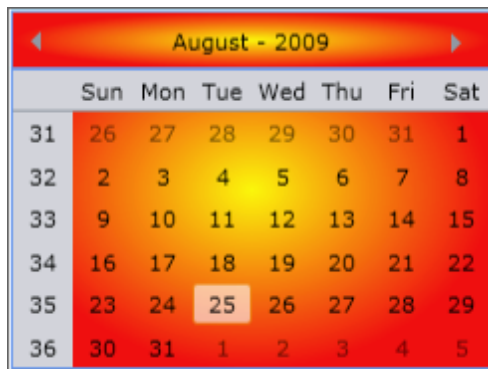 August - 2009
Sun Mon Tue Wed Thu Fri Sat
31 26 27 28 29 30 31 1
32 2 3 4 5 6 7 8
33 9 10 11 12 13 14 15
34 16 17 18 19 20 21 22
35 23 24 25 26 27 28 29
36 30 31 1 2 3 4 5